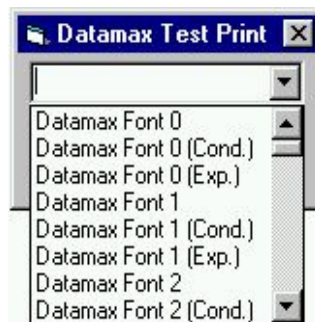 Datamax Test Print
Datamax Font 0
Datamax Font 0 (Cond.)
Datamax Font 0 (Exp.)
Datamax Font 1
Datamax Font 1 (Cond.)
Datamax Font 1 (Exp.)
Datamax Font 2
Datamax Font 2 (Cond.)